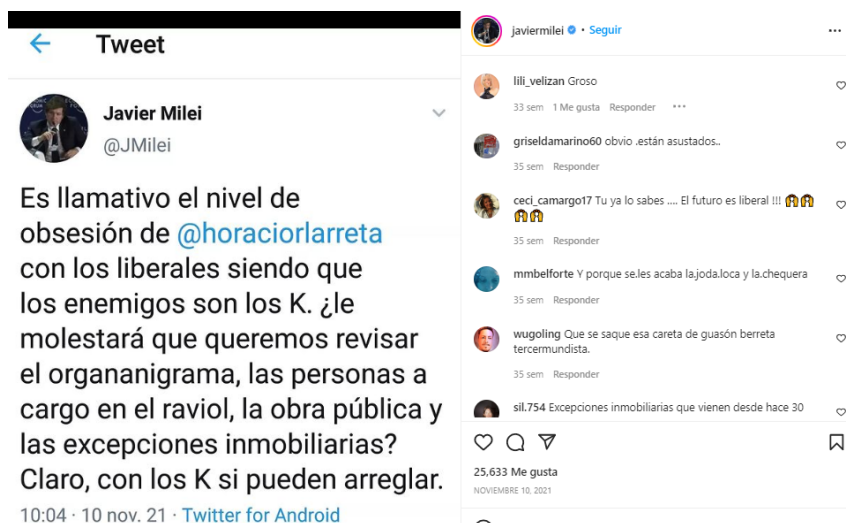 Tweet
Javier Milei
@JMilei
Es llamativo el nivel de
obsesión de @horaciorlarreta
con los liberales siendo que
los enemigos son los K. ¿le
molestará que queremos revisar
el organanigrama, las personas a
cargo en el raviol, la obra pública y
las excepciones inmobiliarias?
Claro, con los K si pueden arreglar.
10:04 · 10 nov. 21 · Twitter for Android
javiermilei • Seguir
lili_velizan Groso
33 sem 1 Me gusta Responder
griseldamarino60 obvio .están asustados..
35 sem Responder
ceci_camargo17 Tu ya lo sabes .... El futuro es liberal !!!
35 sem Responder
mmbelforte Y porque se.les acaba la.joda.loca y la.chequera
35 sem Responder
wugoling Que se saque esa careta de guasón berreta
tercermundista.
35 sem Responder
sil.754 Excepciones inmobiliarias que vienen desde hace 30
25,633 Me gusta
NOVIEMBRE 10, 2021